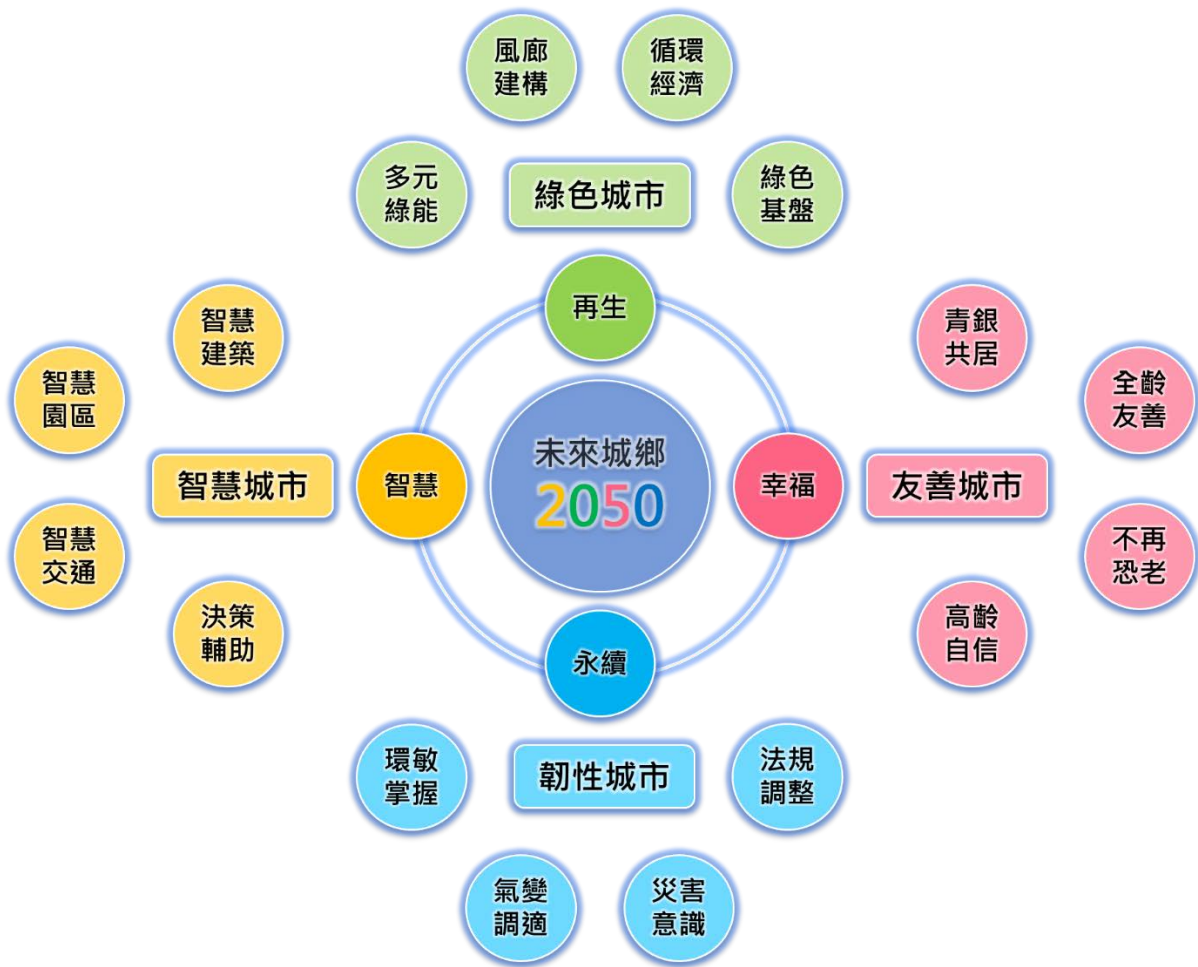 風廊
建構
循環
經濟
多元
綠能
綠色城市
綠色
基盤
再生
智慧
建築
智慧
園區
智慧城市
智慧
交通
決策
輔助
智慧
未來城鄉
2050
幸福
青銀
共居
全齡
友善
友善城市
不再
恐老
高齡
自信
永續
環敏
掌握
韌性城市
法規
調整
氣變
調適
災害
意識